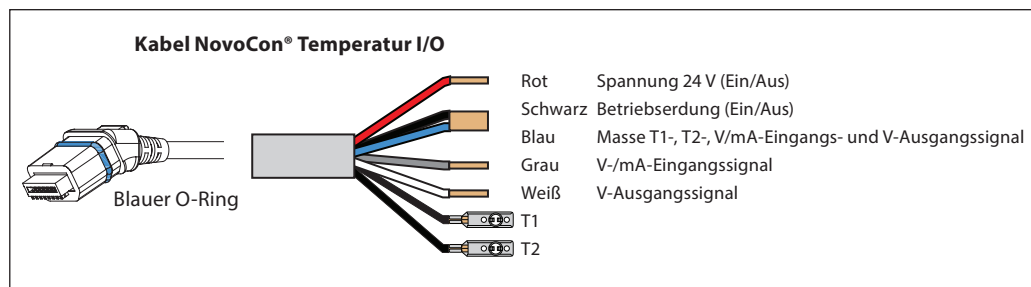 Kabel NovoCon® Temperatur I/O
Rot Spannung 24 V (Ein/Aus)
Schwarz Betriebserdung (Ein/Aus)
Blau Masse T1-, T2-, V/mA-Eingangs- und V-Ausgangssignal
Grau V-/mA-Eingangssignal
Weiß V-Ausgangssignal
T1
T2
Blauer O-Ring